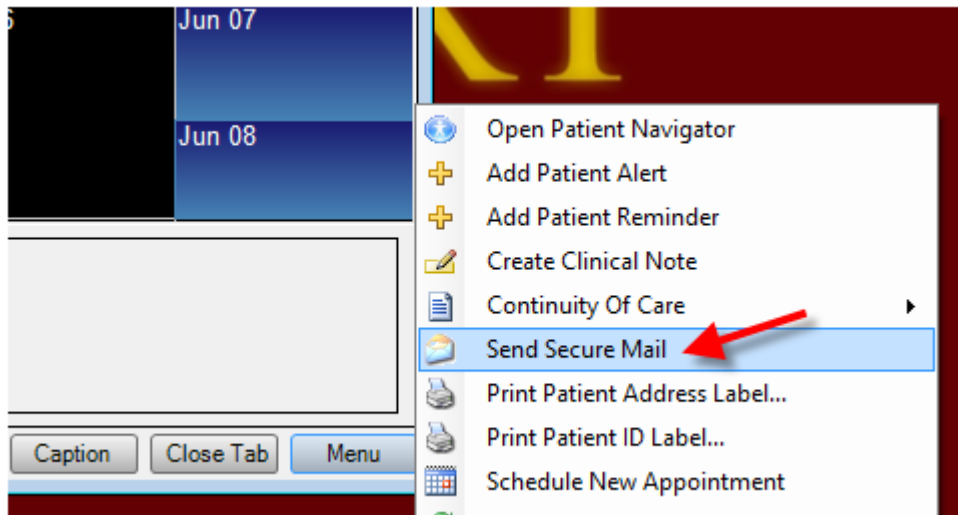 Jun 07
Jun 08
Open Patient Navigator
Add Patient Alert
Add Patient Reminder
Create Clinical Note
Continuity Of Care
Send Secure Mail
Print Patient Address Label...
Print Patient ID Label...
Schedule New Appointment
Caption
Close Tab
Menu